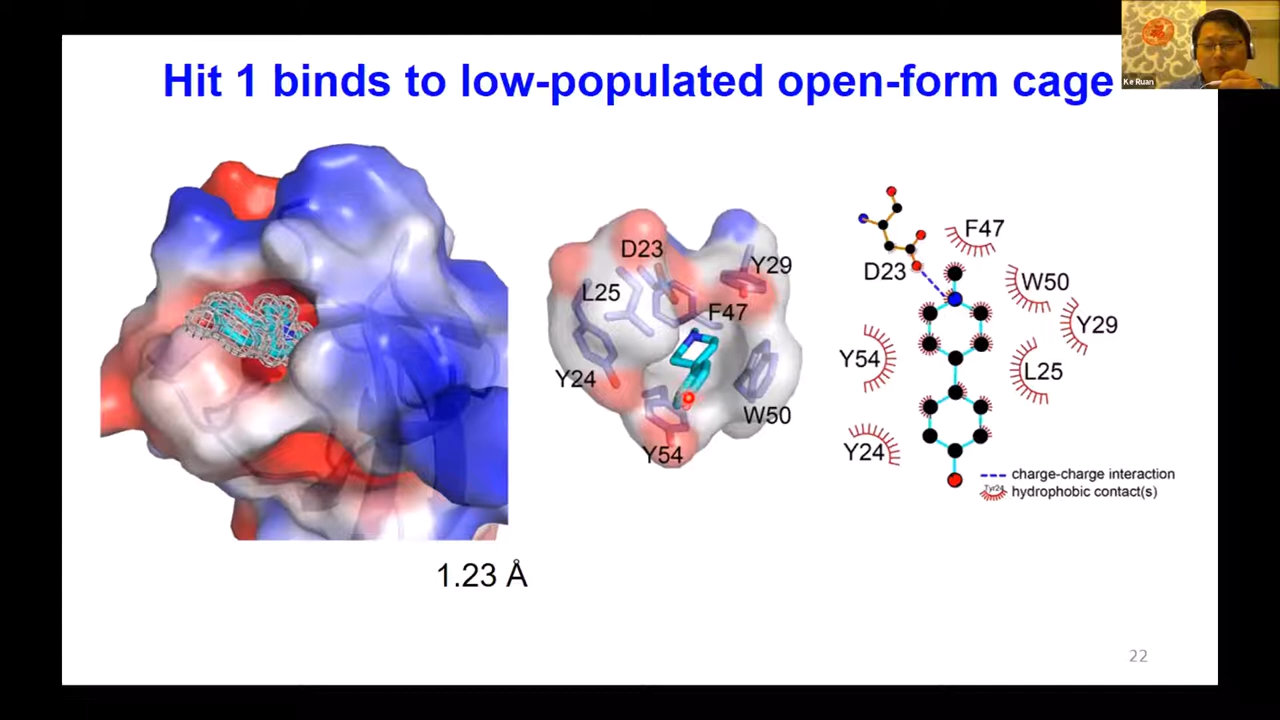 Hit 1 binds to low-populated open-form cage
Ke Ruan
D23
Y29
L25
F47
Y24
W50
Y54
F47
D23
W50
Y29
Y54
L25
Y24
charge-charge interaction
Tyr24
hydrophobic contact(s)
1.23 Å
22